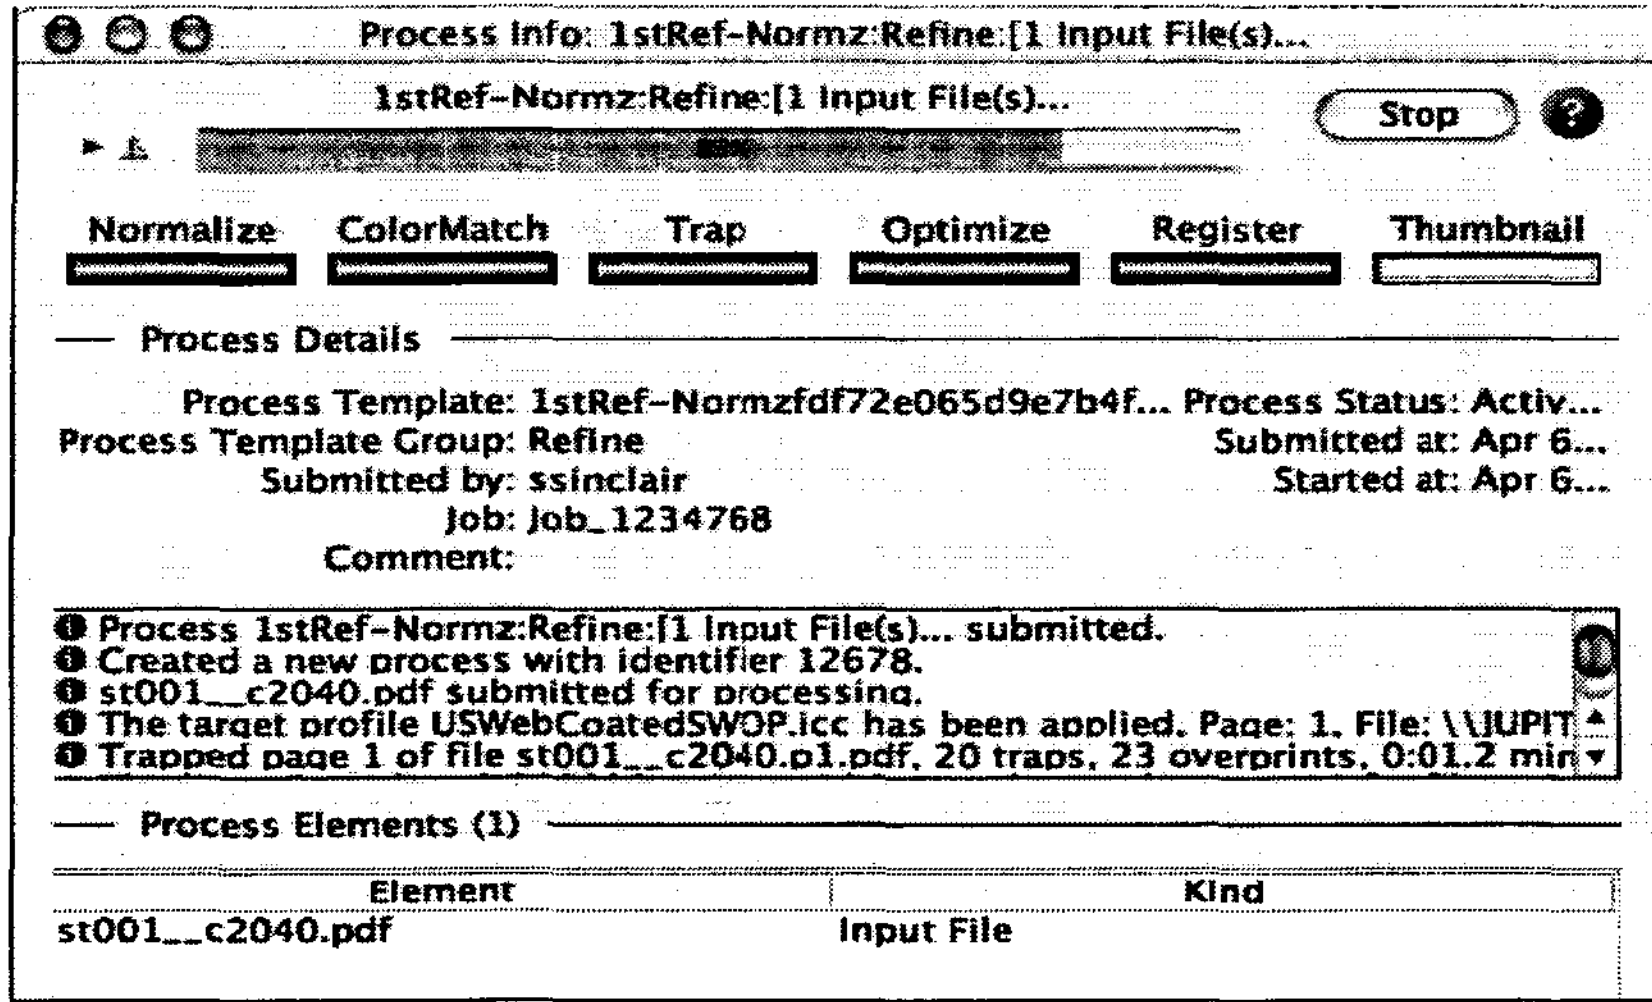 Process Info: 1stRef-Normz:Refine:[1 Input File(s)...
1stRef-Normz:Refine:[1 Input File(s)...
Stop ?
Normalize ColorMatch Trap Optimize Register Thumbnail
Process Details
Process Template: 1stRef-Normzfdf72e065d9e7b4f... Process Status: Activ...
Process Template Group: Refine Submitted at: Apr 6...
Submitted by: ssinclair Started at: Apr 6...
Job: Job_1234768
Comment:
Process 1stRef-Normz:Refine:[1 Input File(s)... submitted.
Created a new process with identifier 12678.
st001__c2040.pdf submitted for processing.
The target profile USWebCoatedSWOP.icc has been applied. Page: 1. File: \\JUPIT
Trapped page 1 of file st001__c2040.p1.pdf, 20 traps, 23 overprints, 0:01.2 min
Process Elements (1)
Element Kind
st001__c2040.pdf Input File